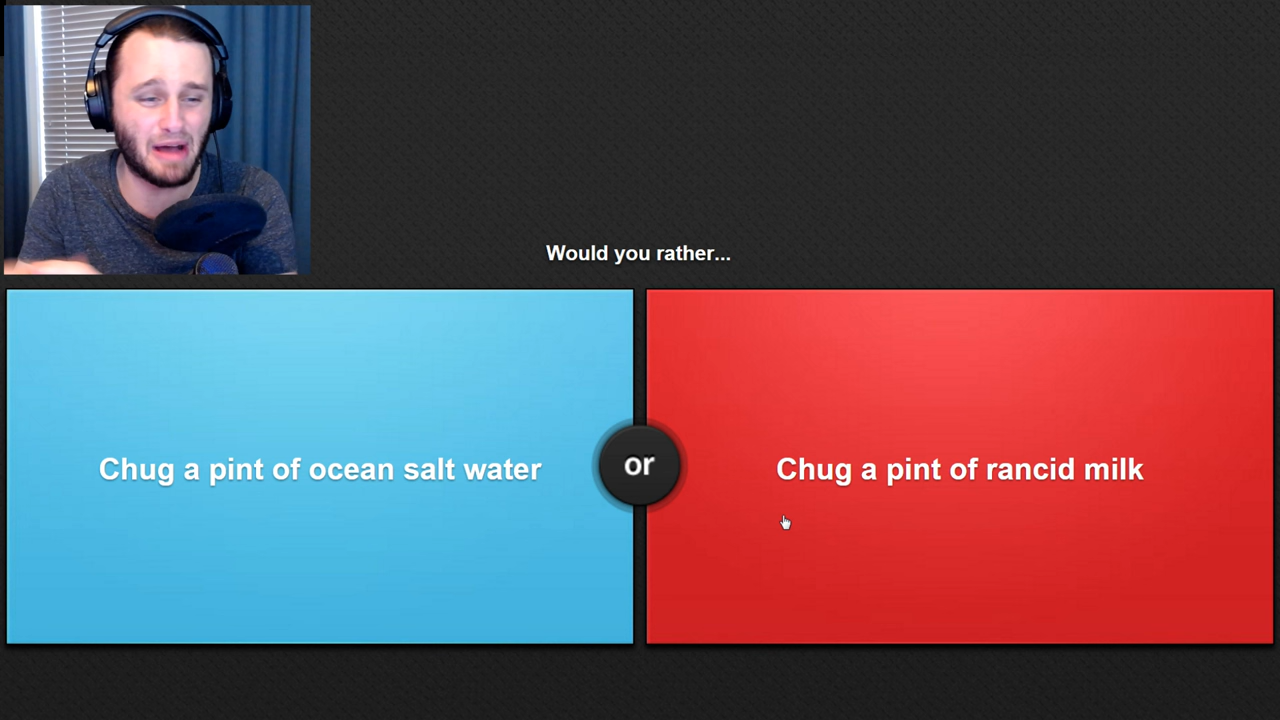 Would you rather...
Chug a pint of ocean salt water
or
Chug a pint of rancid milk